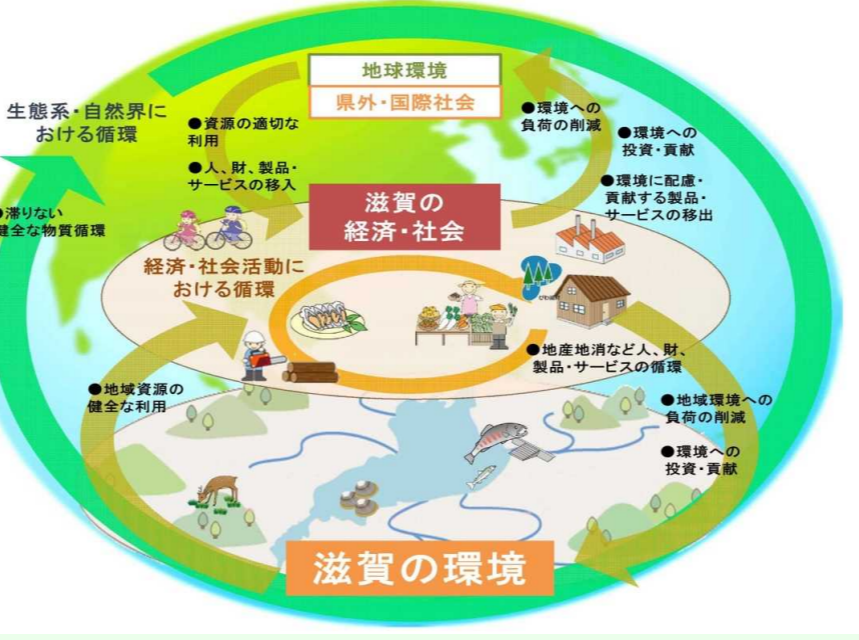 地球環境
県外・国際社会
生態系・自然界に
おける循環
●滞りない
健全な物質循環
●資源の適切な
利用
●人、財、製品・
サービスの移入
●環境への
負荷の削減
●環境への
投資・貢献
●環境に配慮・
貢献する製品・
サービスの移出
滋賀の
経済・社会
経済・社会活動に
おける循環
●地産地消など人、財、
製品・サービスの循環
●地域資源の
健全な利用
●地域環境への
負荷の削減
●環境への
投資・貢献
滋賀の環境